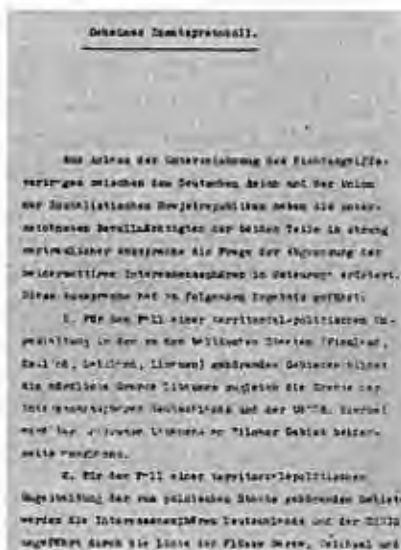 Geheimes Zusatzprotokoll.
Aus Anlass der Unterzeichnung des Nichtangriffs-
vertrages zwischen dem Deutschen Reich und der Union
der Sozialistischen Sowjetrepubliken haben die unter-
zeichneten Bevollmächtigten der beiden Teile in streng
vertraulicher Aussprache die Frage der Abgrenzung der
beiderseitigen Interessensphären in Osteuropa erörtert.
Diese Aussprache hat zu folgendem Ergebnis geführt:
1. Für den Fall einer territorial-politischen Um-
gestaltung in den zu den baltischen Staaten (Finnland,
Estland, Lettland, Litauen) gehörenden Gebieten bildet
die nördliche Grenze Litauens zugleich die Grenze der
Interessensphären Deutschlands und der UdSSR. Hierbei
wird das Litauens am Wilnaer Gebiet beider-
seits
2. Für den Fall einer territorial-politischen
Umgestaltung der zum polnischen Staate gehörenden Gebiete
werden die Interessensphären Deutschlands und der UdSSR
ungefähr durch die Linie der Flüsse Narew, Weichsel und